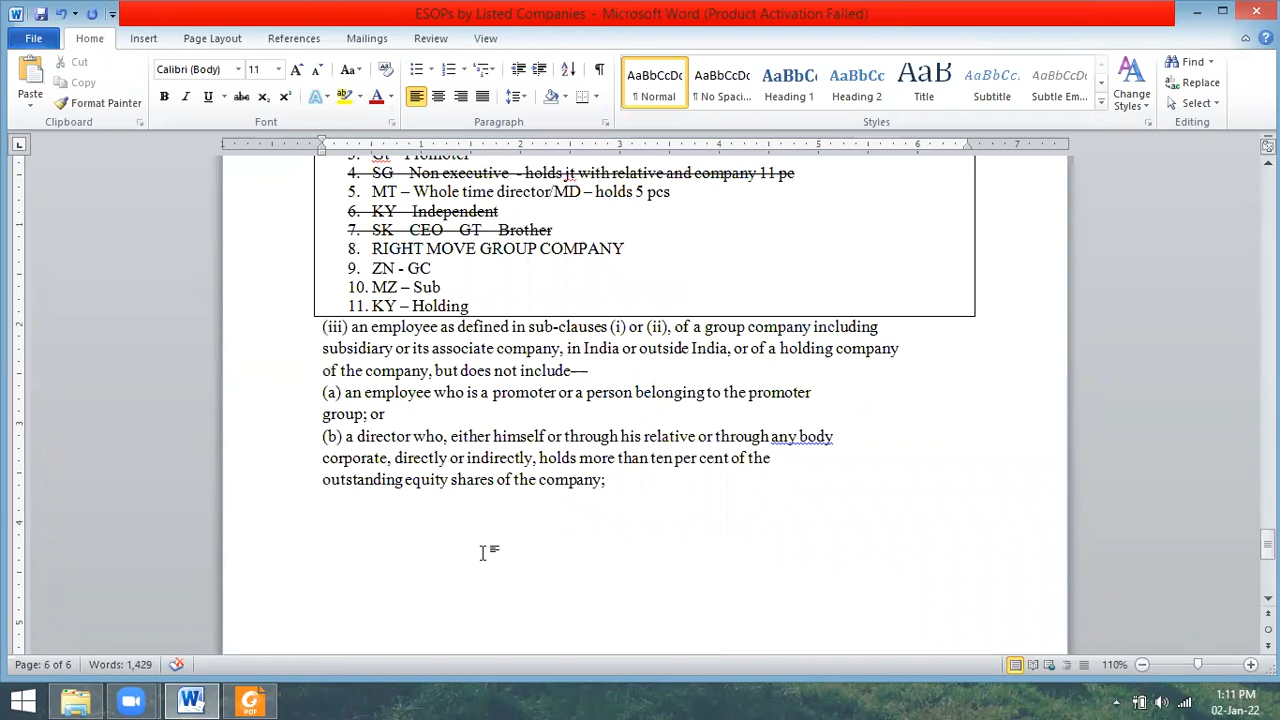 ESOPs by Listed Companies - Microsoft Word (Product Activation Failed)
File Home Insert Page Layout References Mailings Review View
Paste
Cut
Copy
Format Painter
Clipboard
Calibri (Body) 11
Font
Paragraph
AaBbCcDc AaBbCcDc AaBbCc AaBbCc AaB AaBbCcDc AaBbCcDc
¶ Normal ¶ No Spaci... Heading 1 Heading 2 Title Subtitle Subtle Em...
Styles
Change Styles
Find
Replace
Select
Editing
1 2 3 4 5 6 7
4. SG – Non executive - holds jt with relative and company 11 pc
5. MT – Whole time director/MD – holds 5 pcs
6. KY – Independent
7. SK – CEO – GT – Brother
8. RIGHT MOVE GROUP COMPANY
9. ZN - GC
10. MZ – Sub
11. KY – Holding
(iii) an employee as defined in sub-clauses (i) or (ii), of a group company including
subsidiary or its associate company, in India or outside India, or of a holding company
of the company, but does not include—
(a) an employee who is a promoter or a person belonging to the promoter
group; or
(b) a director who, either himself or through his relative or through any body
corporate, directly or indirectly, holds more than ten per cent of the
outstanding equity shares of the company;
Page: 6 of 6 Words: 1,429 110%
1:11 PM
02-Jan-22